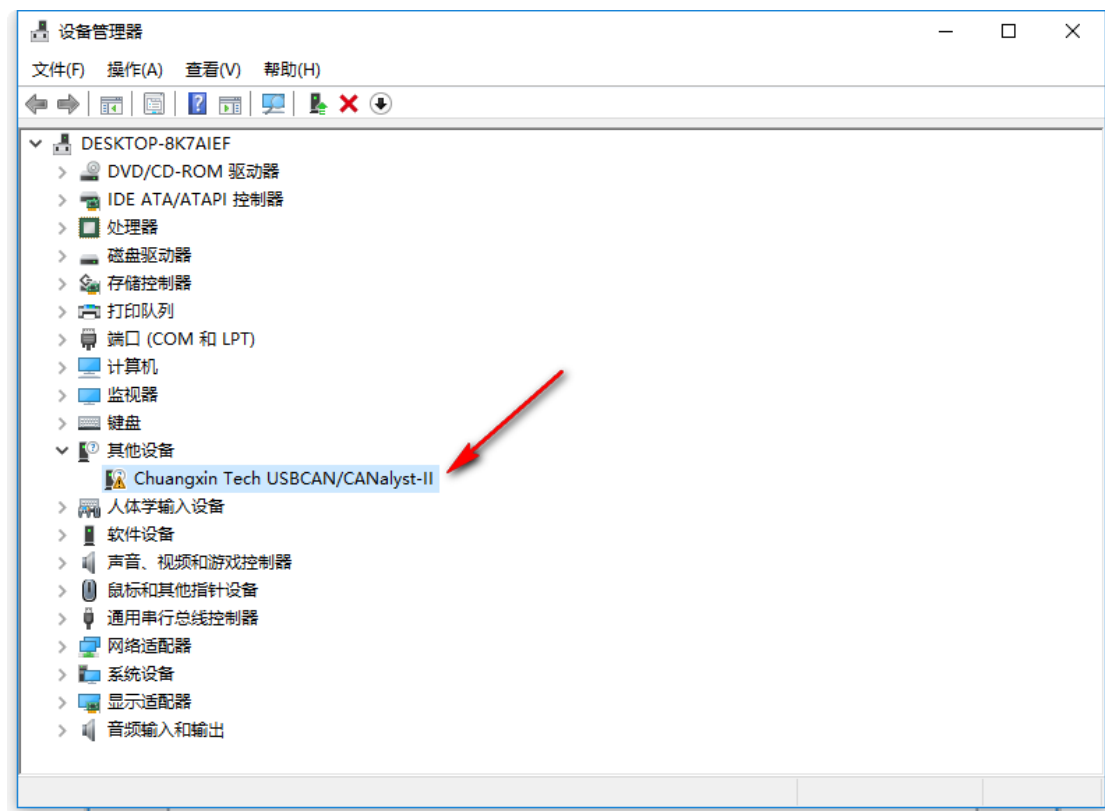 设备管理器
文件(F) 操作(A) 查看(V) 帮助(H)
DESKTOP-8K7AIEF
DVD/CD-ROM 驱动器
IDE ATA/ATAPI 控制器
处理器
磁盘驱动器
存储控制器
打印队列
端口 (COM 和 LPT)
计算机
监视器
键盘
其他设备
Chuangxin Tech USBCAN/CANalyst-II
人体学输入设备
软件设备
声音、视频和游戏控制器
鼠标和其他指针设备
通用串行总线控制器
网络适配器
系统设备
显示适配器
音频输入和输出